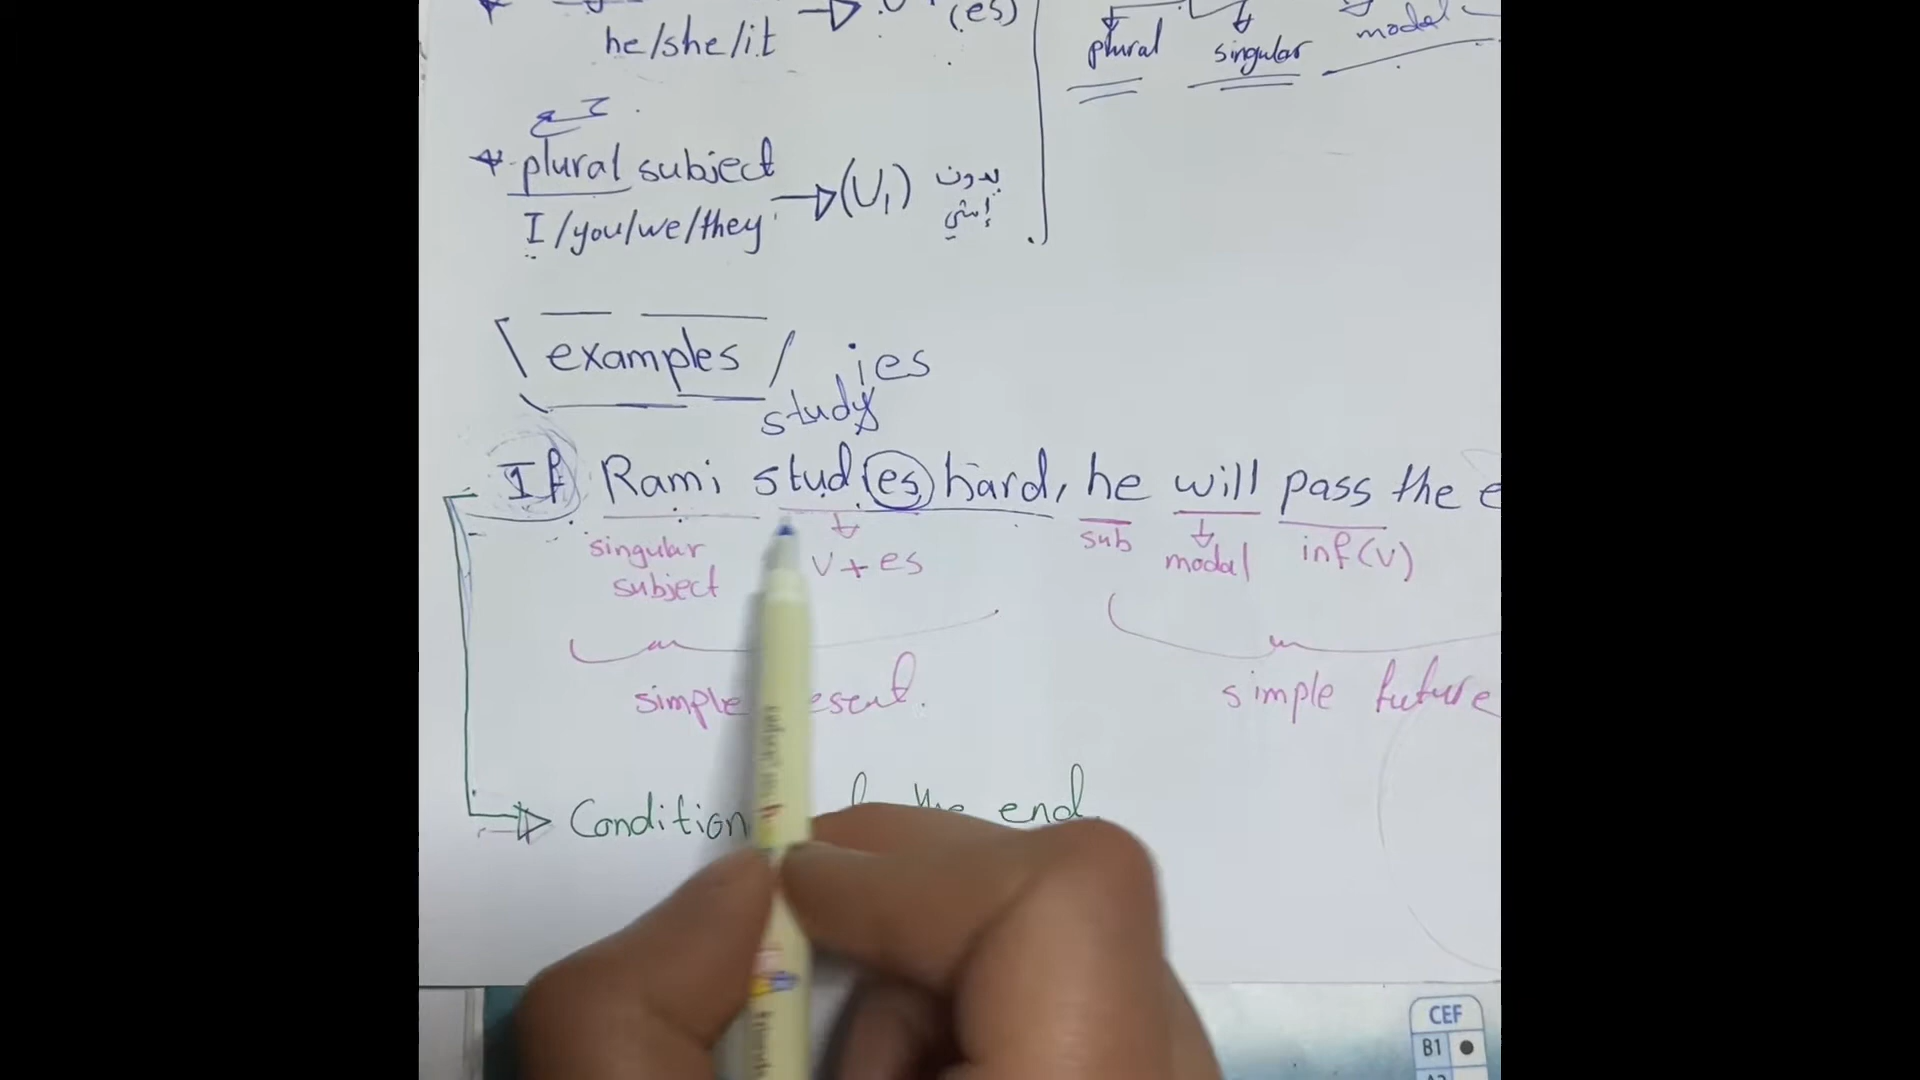 (es)
he/she/it
plural singular modal
جمع
plural subject
(V1) بدون
إشي
I/you/we/they
examples
ies
study
If Rami studies hard, he will pass the e
singular
subject
v + es
sub
modal
inf (v)
simple
simple future
Condition the end
CEF
B1